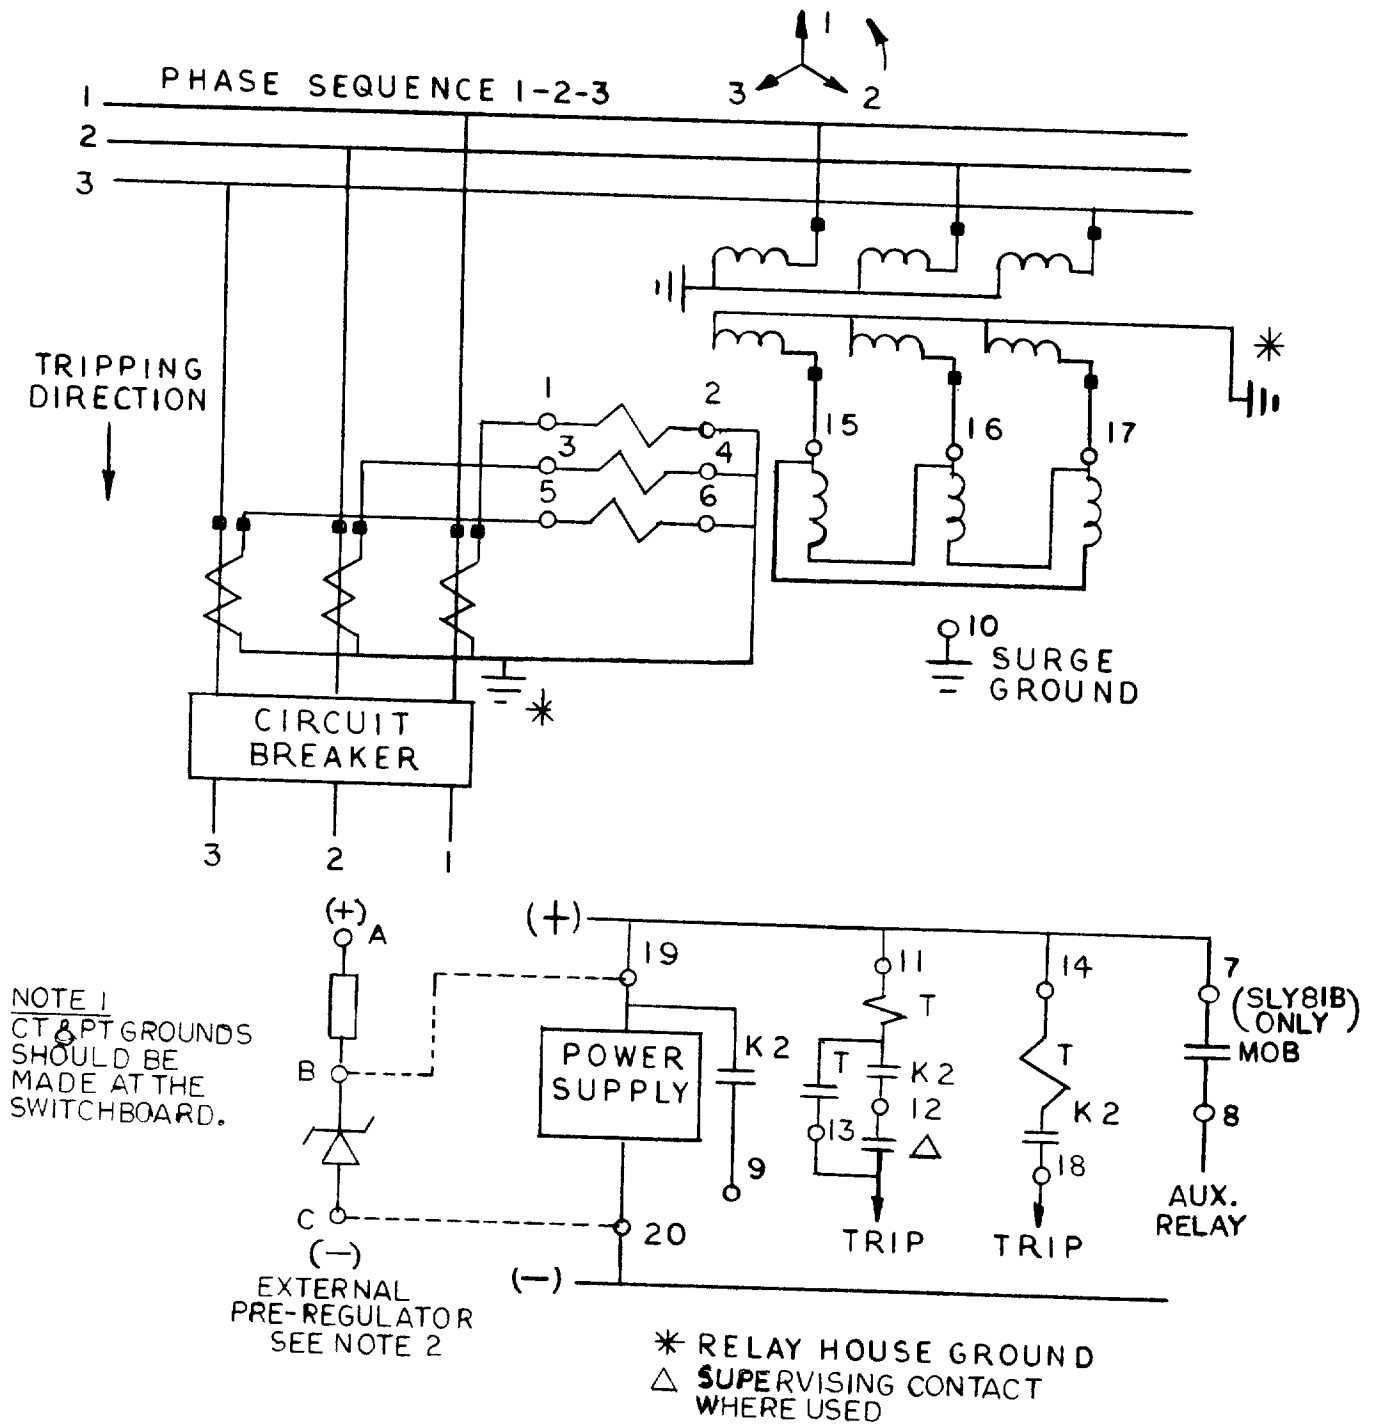 1
3 2
PHASE SEQUENCE 1-2-3
1
2
3
TRIPPING
DIRECTION
1 2
3 4
5 6
15 16 17
*
10
SURGE
GROUND
*
CIRCUIT
BREAKER
3 2 1
(+)
A
B
C
(−)
EXTERNAL
PRE-REGULATOR
SEE NOTE 2
NOTE 1
CT & PT GROUNDS
SHOULD BE
MADE AT THE
SWITCHBOARD.
(+)
19
POWER
SUPPLY
K2
9
20
(−)
11
T
T
K2
12
13
△
TRIP
14
T
K2
18
TRIP
7
(SLY81B)
(ONLY)
MOB
8
AUX.
RELAY
* RELAY HOUSE GROUND
△ SUPERVISING CONTACT
WHERE USED